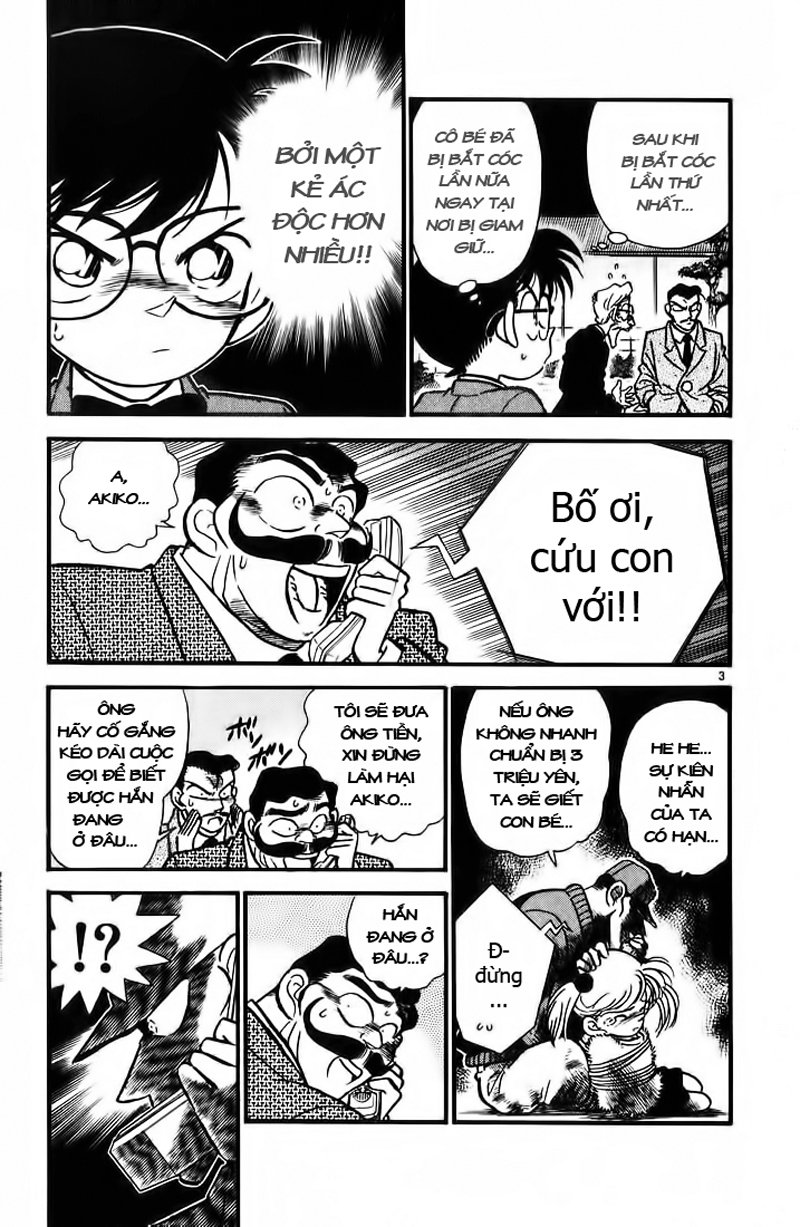 SAU KHI
BỊ BẮT CÓC
LẦN THỨ
NHẤT...
CÔ BÉ ĐÃ
BỊ BẮT CÓC
LẦN NỮA
NGAY TẠI
NƠI BỊ GIAM
GIỮ...
BỞI MỘT
KẺ ÁC
ĐỘC HƠN
NHIỀU!!
Bố ơi,
cứu con
với!!
A,
AKIKO...
3
HE HE...
SỰ KIÊN
NHẪN
CỦA TA
CÓ HẠN...
NẾU ÔNG
KHÔNG NHANH
CHUẨN BỊ 3
TRIỆU YÊN,
TA SẼ GIẾT
CON BÉ...
Đ-
đừng
...
TÔI SẼ ĐƯA
ÔNG TIỀN,
XIN ĐỪNG
LÀM HẠI
AKIKO...
ボソ
ボソ
ÔNG
HÃY CỐ GẮNG
KÉO DÀI CUỘC
GỌI ĐỂ BIẾT
ĐƯỢC HẮN
ĐANG
Ở ĐÂU...
HẮN
ĐANG Ở
ĐÂU...?
!?